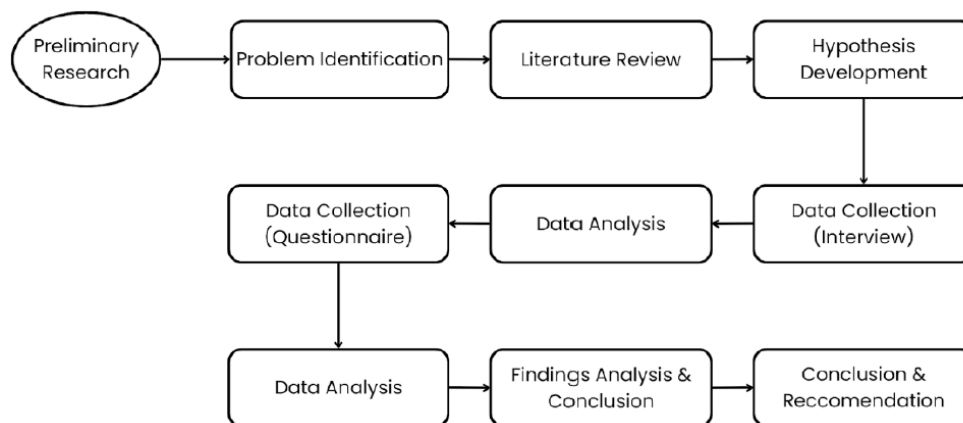 Preliminary
Research
Problem Identification
Literature Review
Hypothesis
Development
Data Collection
(Interview)
Data Analysis
Data Collection
(Questionnaire)
Data Analysis
Findings Analysis &
Conclusion
Conclusion &
Reccomendation